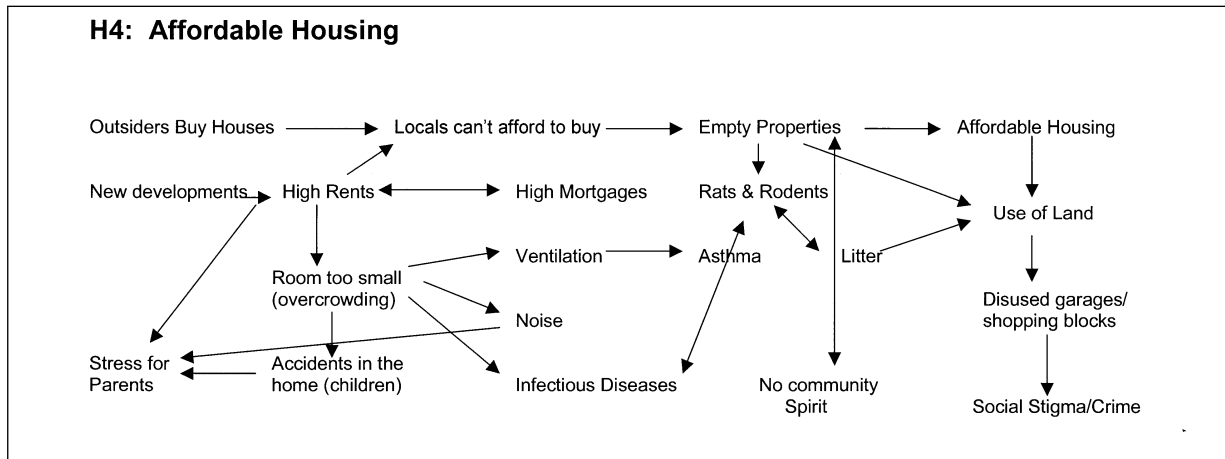 H4: Affordable Housing
Outsiders Buy Houses
Locals can't afford to buy
Empty Properties
Affordable Housing
New developments
High Rents
High Mortgages
Rats & Rodents
Use of Land
Room too small
(overcrowding)
Ventilation
Asthma
Litter
Noise
Disused garages/
shopping blocks
Stress for
Parents
Accidents in the
home (children)
Infectious Diseases
No community
Spirit
Social Stigma/Crime